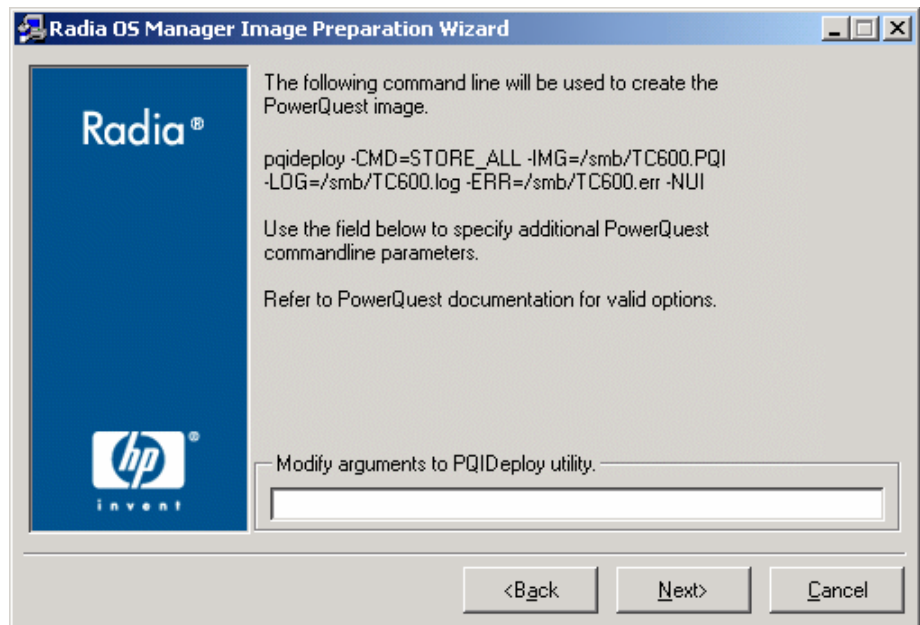 Radia OS Manager Image Preparation Wizard
Radia®
The following command line will be used to create the
PowerQuest image.
pqideploy -CMD=STORE_ALL -IMG=/smb/TC600.PQI
-LOG=/smb/TC600.log -ERR=/smb/TC600.err -NUI
Use the field below to specify additional PowerQuest
commandline parameters.
Refer to PowerQuest documentation for valid options.
hp®
invent
Modify arguments to PQIDeploy utility.
<Back
Next>
Cancel